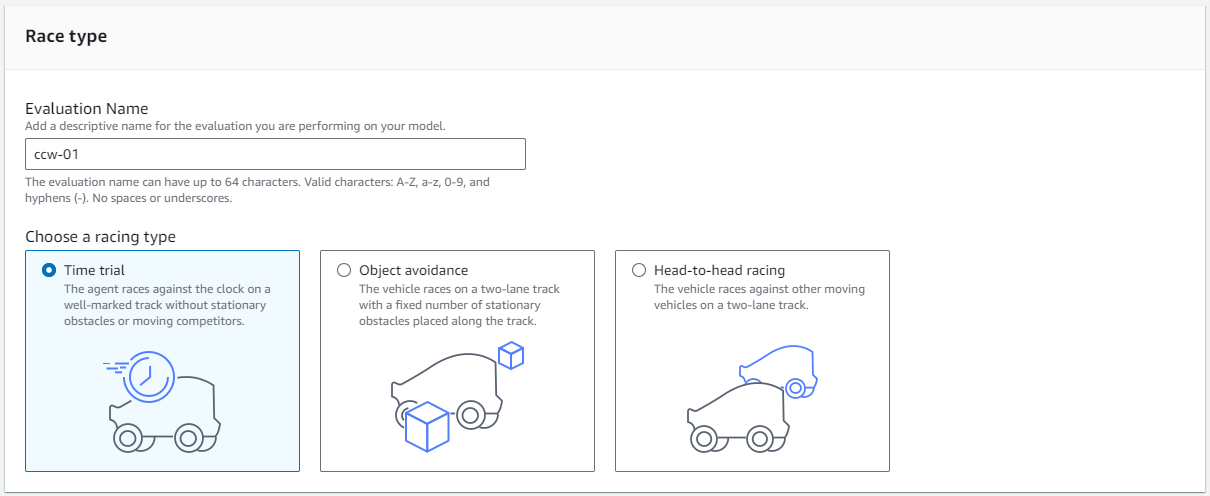 Race type
Evaluation Name
Add a descriptive name for the evaluation you are performing on your model.
ccw-01
The evaluation name can have up to 64 characters. Valid characters: A-Z, a-z, 0-9, and
hyphens (-). No spaces or underscores.
Choose a racing type
Time trial
The agent races against the clock on a
well-marked track without stationary
obstacles or moving competitors.
Object avoidance
The vehicle races on a two-lane track
with a fixed number of stationary
obstacles placed along the track.
Head-to-head racing
The vehicle races against other moving
vehicles on a two-lane track.